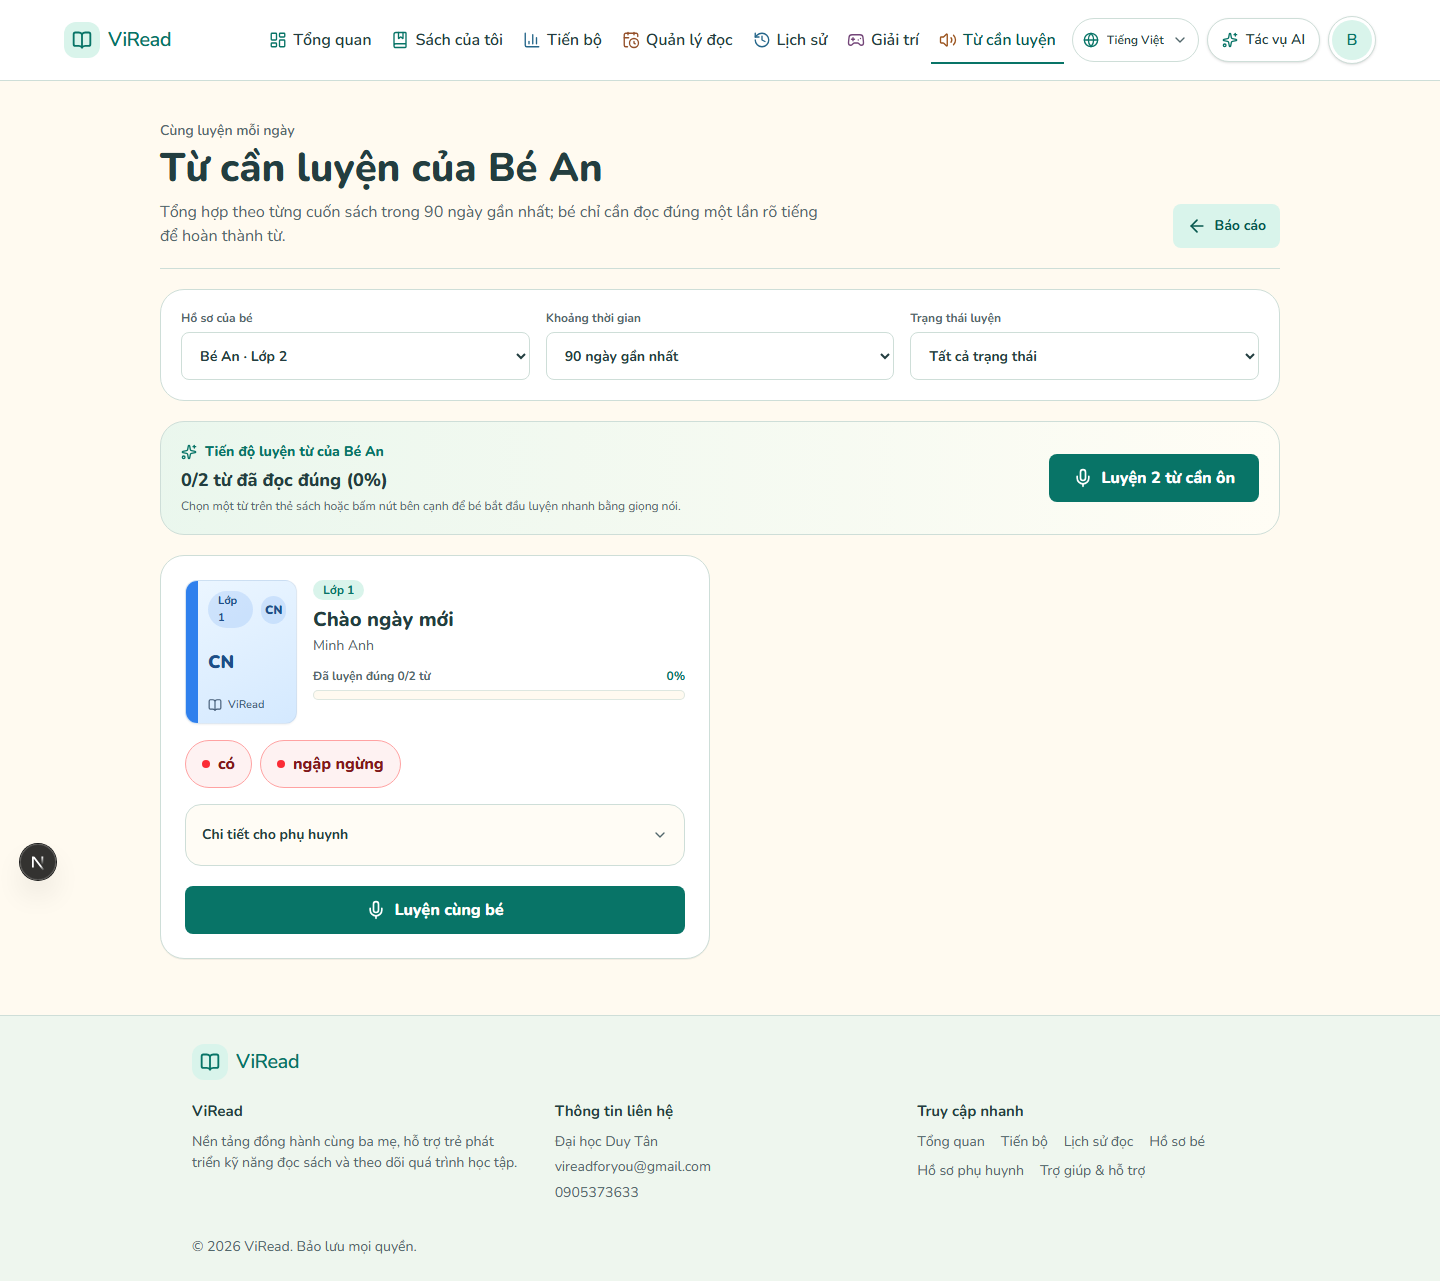 ViRead
Tổng quan
Sách của tôi
Tiến bộ
Quản lý đọc
Lịch sử
Giải trí
Từ cần luyện
Tiếng Việt
Tác vụ AI
B
Cùng luyện mỗi ngày
Từ cần luyện của Bé An
Tổng hợp theo từng cuốn sách trong 90 ngày gần nhất; bé chỉ cần đọc đúng một lần rõ tiếng
để hoàn thành từ.
Báo cáo
Hồ sơ của bé
Khoảng thời gian
Trạng thái luyện
Bé An · Lớp 2
90 ngày gần nhất
Tất cả trạng thái
Tiến độ luyện từ của Bé An
0/2 từ đã đọc đúng (0%)
Chọn một từ trên thẻ sách hoặc bấm nút bên cạnh để bé bắt đầu luyện nhanh bằng giọng nói.
Luyện 2 từ cần ôn
Lớp
1
CN
CN
ViRead
Lớp 1
Chào ngày mới
Minh Anh
Đã luyện đúng 0/2 từ
0%
có
ngập ngừng
Chi tiết cho phụ huynh
Luyện cùng bé
N
ViRead
ViRead
Nền tảng đồng hành cùng ba mẹ, hỗ trợ trẻ phát
triển kỹ năng đọc sách và theo dõi quá trình học tập.
Thông tin liên hệ
Đại học Duy Tân
vireadforyou@gmail.com
0905373633
Truy cập nhanh
Tổng quan
Tiến bộ
Lịch sử đọc
Hồ sơ bé
Hồ sơ phụ huynh
Trợ giúp & hỗ trợ
© 2026 ViRead. Bảo lưu mọi quyền.